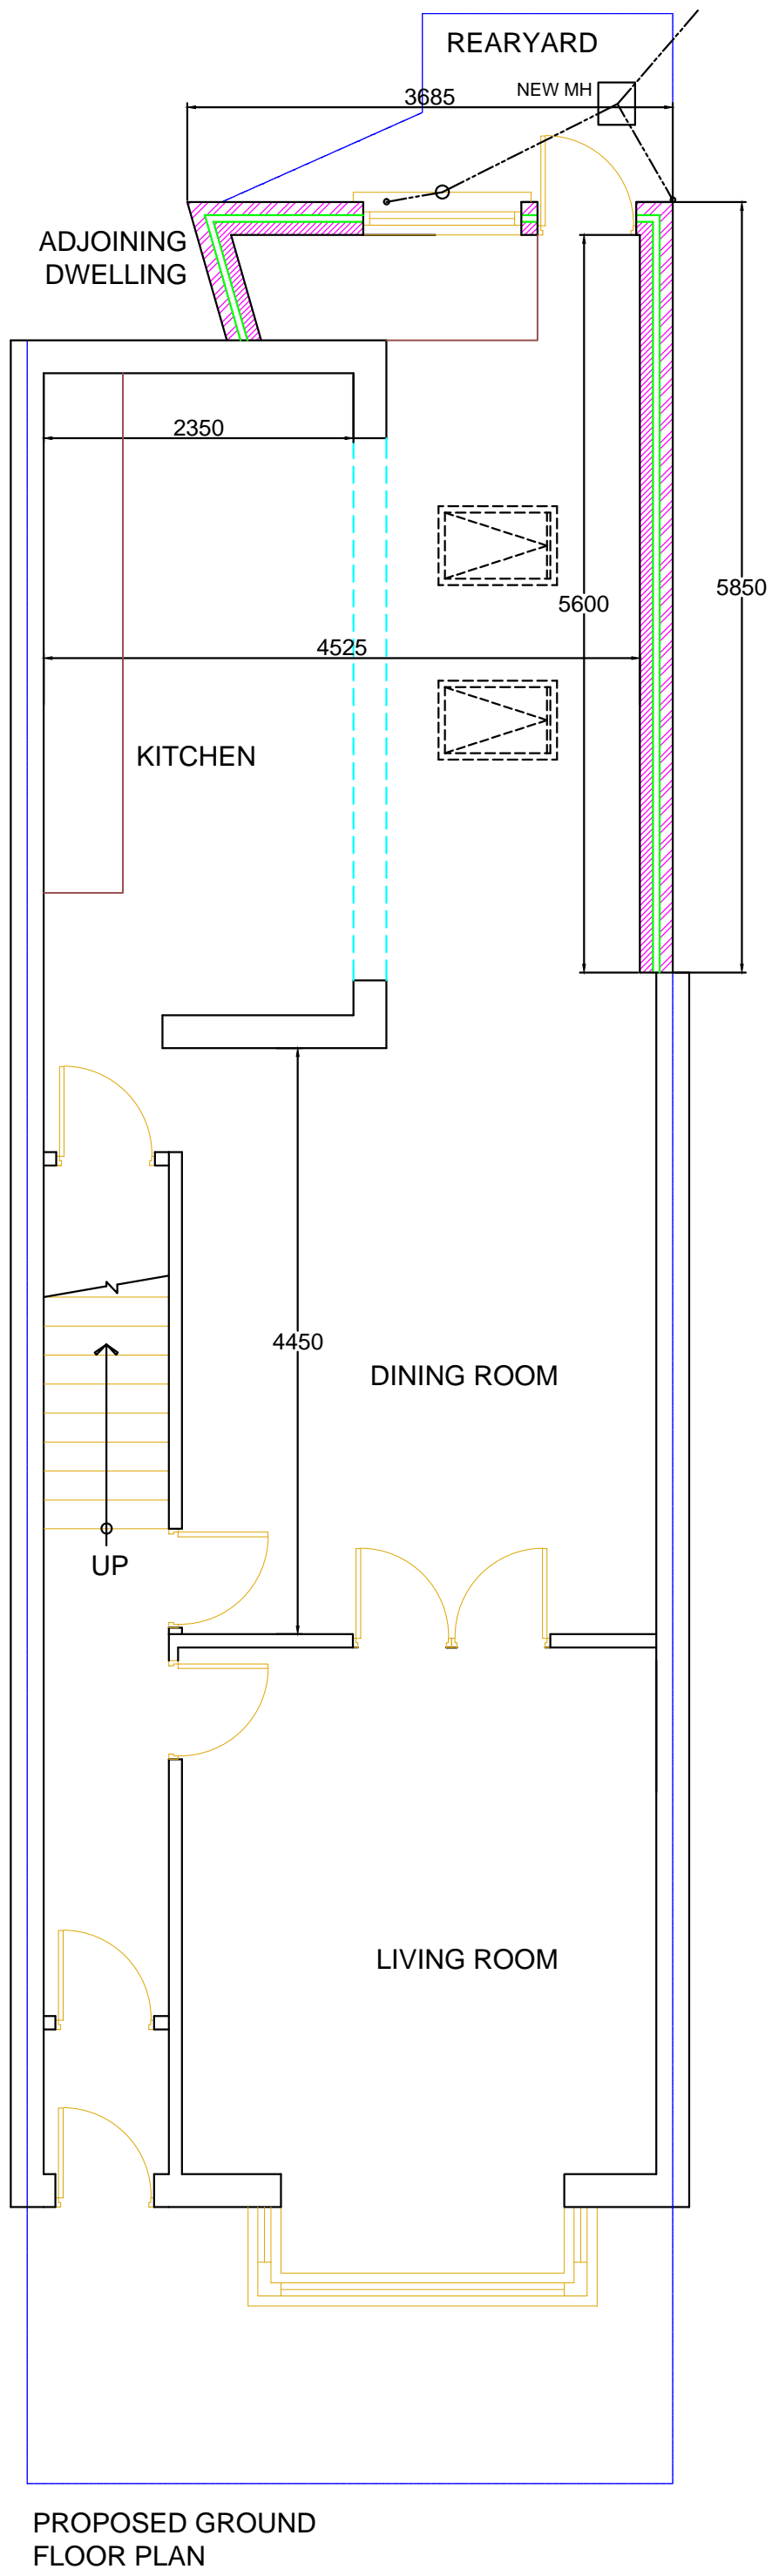 REARYARD
NEW MH
3685
ADJOINING
DWELLING
2350
5850
5600
4525
KITCHEN
4450
DINING ROOM
UP
LIVING ROOM
PROPOSED GROUND
FLOOR PLAN